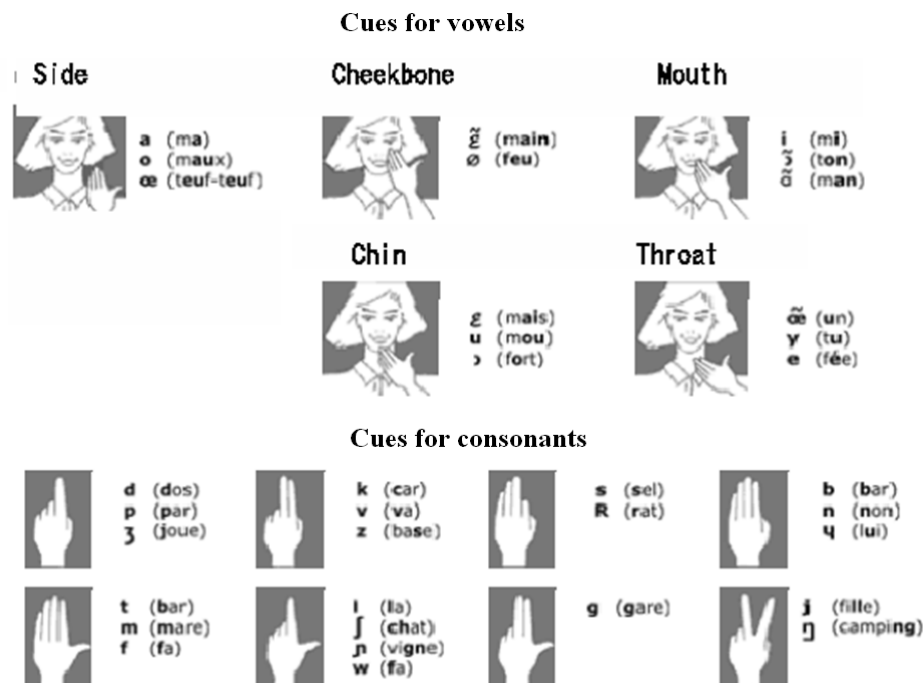 Cues for vowels
Side
a (ma)
o (maux)
œ (teuf-teuf)
Cheekbone
ɛ̃ (main)
ø (feu)
Mouth
i (mi)
ɔ̃ (ton)
ɑ̃ (man)
Chin
ɛ (mais)
u (mou)
ɔ (fort)
Throat
œ̃ (un)
y (tu)
e (fée)
Cues for consonants
d (dos)
p (par)
ʒ (joue)
k (car)
v (va)
z (base)
s (sel)
R (rat)
b (bar)
n (non)
ɥ (lui)
t (bar)
m (mare)
f (fa)
l (la)
ʃ (chat)
ɲ (vigne)
w (fa)
g (gare)
j (fille)
ŋ (camping)